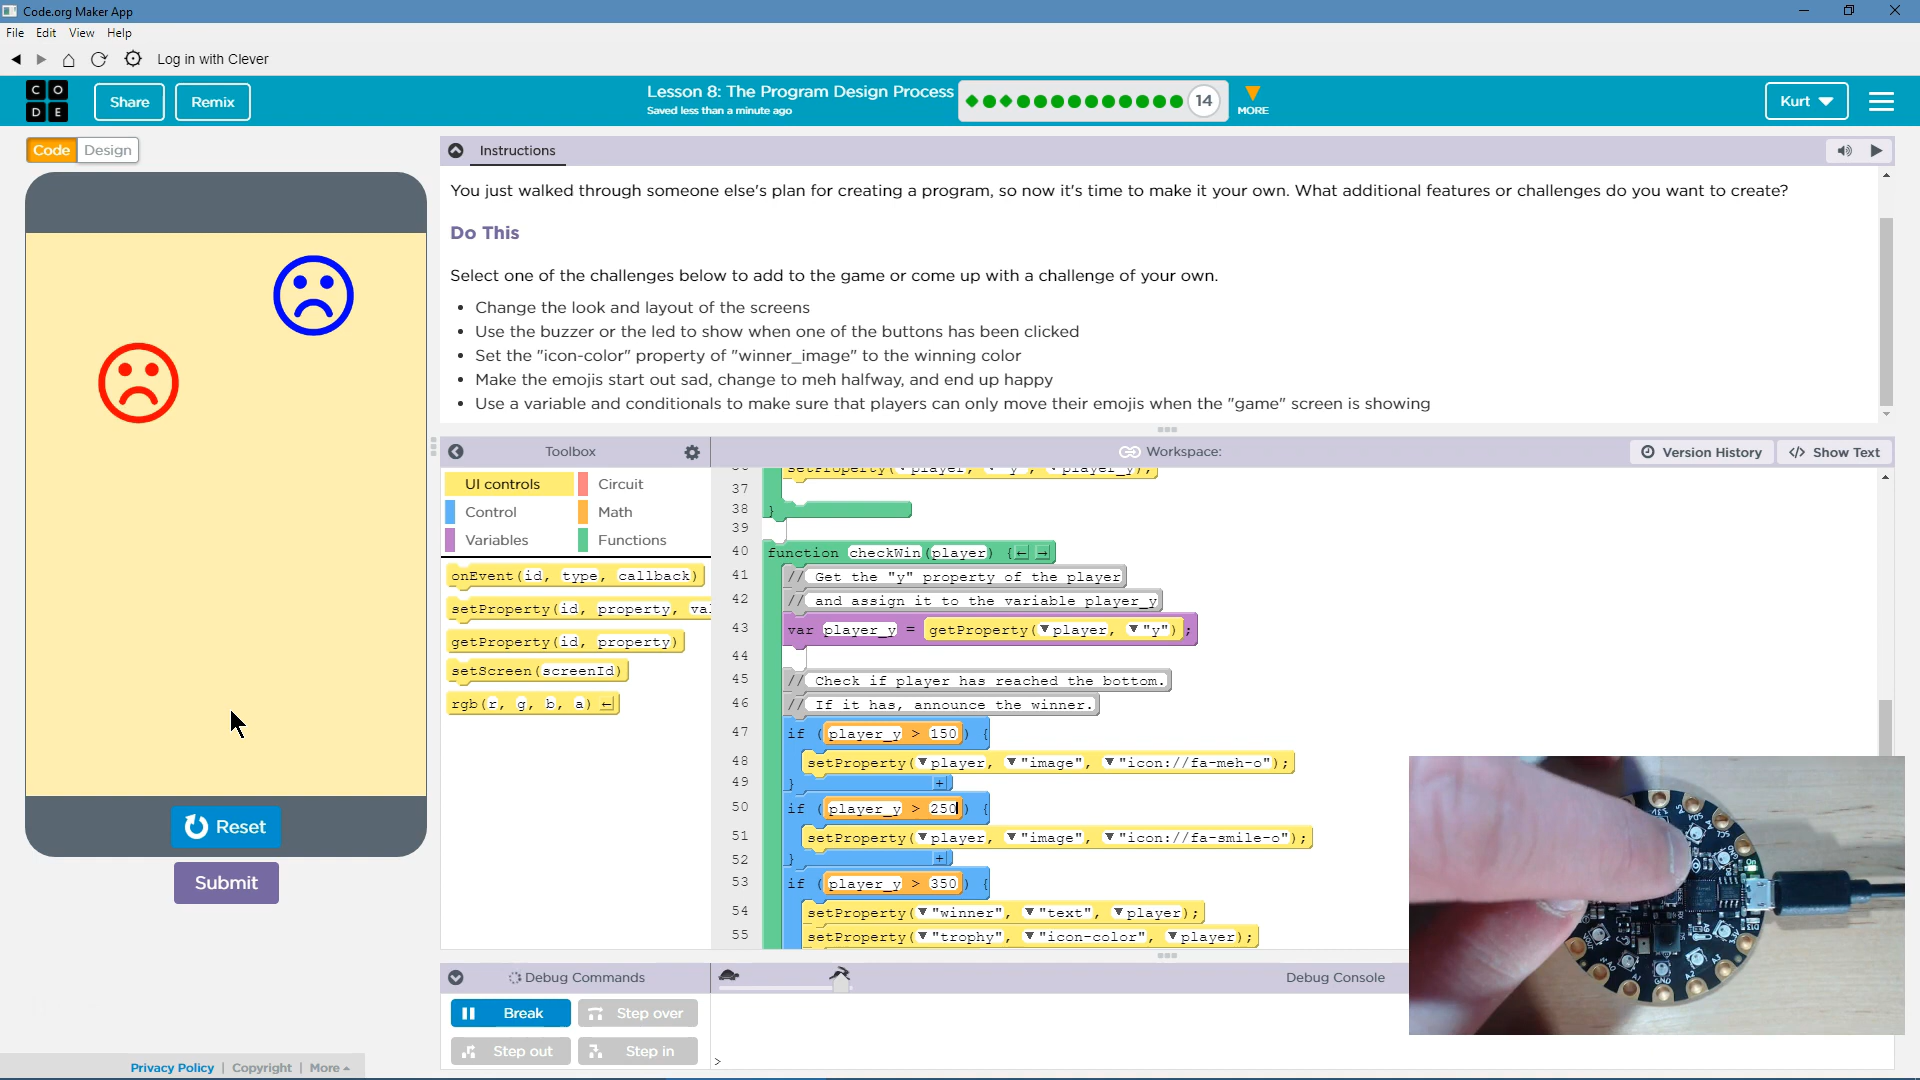 Code.org Maker App
File Edit View Help
Log in with Clever
C O
D E
Share
Remix
Lesson 8: The Program Design Process
Saved less than a minute ago
14
MORE
Kurt
Code
Design
Instructions
You just walked through someone else's plan for creating a program, so now it's time to make it your own. What additional features or challenges do you want to create?
Do This
Select one of the challenges below to add to the game or come up with a challenge of your own.
• Change the look and layout of the screens
• Use the buzzer or the led to show when one of the buttons has been clicked
• Set the "icon-color" property of "winner_image" to the winning color
• Make the emojis start out sad, change to meh halfway, and end up happy
• Use a variable and conditionals to make sure that players can only move their emojis when the "game" screen is showing
Toolbox
Workspace:
Version History
</> Show Text
UI controls
Circuit
Control
Math
Variables
Functions
onEvent(id, type, callback)
setProperty(id, property, val
getProperty(id, property)
setScreen(screenId)
rgb(r, g, b, a)
36 setProperty(player, "y", player_y);
37
38 }
39
40 function checkWin(player) {
41 // Get the "y" property of the player
42 // and assign it to the variable player_y
43 var player_y = getProperty(player, "y");
44
45 // Check if player has reached the bottom.
46 // If it has, announce the winner.
47 if (player_y > 150) {
48 setProperty(player, "image", "icon://fa-meh-o");
49 }
50 if (player_y > 250) {
51 setProperty(player, "image", "icon://fa-smile-o");
52 }
53 if (player_y > 350) {
54 setProperty("winner", "text", player);
55 setProperty("trophy", "icon-color", player);
Reset
Submit
Debug Commands
Debug Console
Break
Step over
Step out
Step in
>
Privacy Policy | Copyright | More
SDA
SCL
On
GND
A2
A3